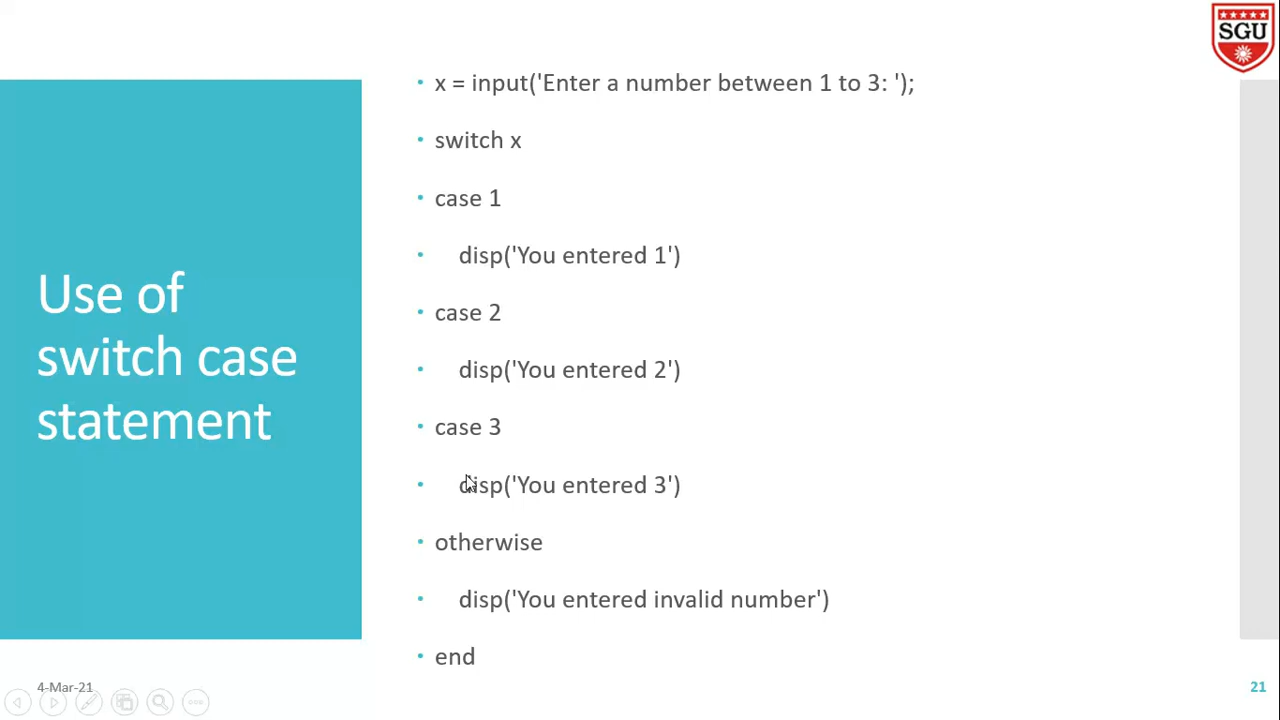 SGU
Use of
switch case
statement
• x = input('Enter a number between 1 to 3: ');
• switch x
• case 1
• disp('You entered 1')
• case 2
• disp('You entered 2')
• case 3
• disp('You entered 3')
• otherwise
• disp('You entered invalid number')
• end
4-Mar-21
21